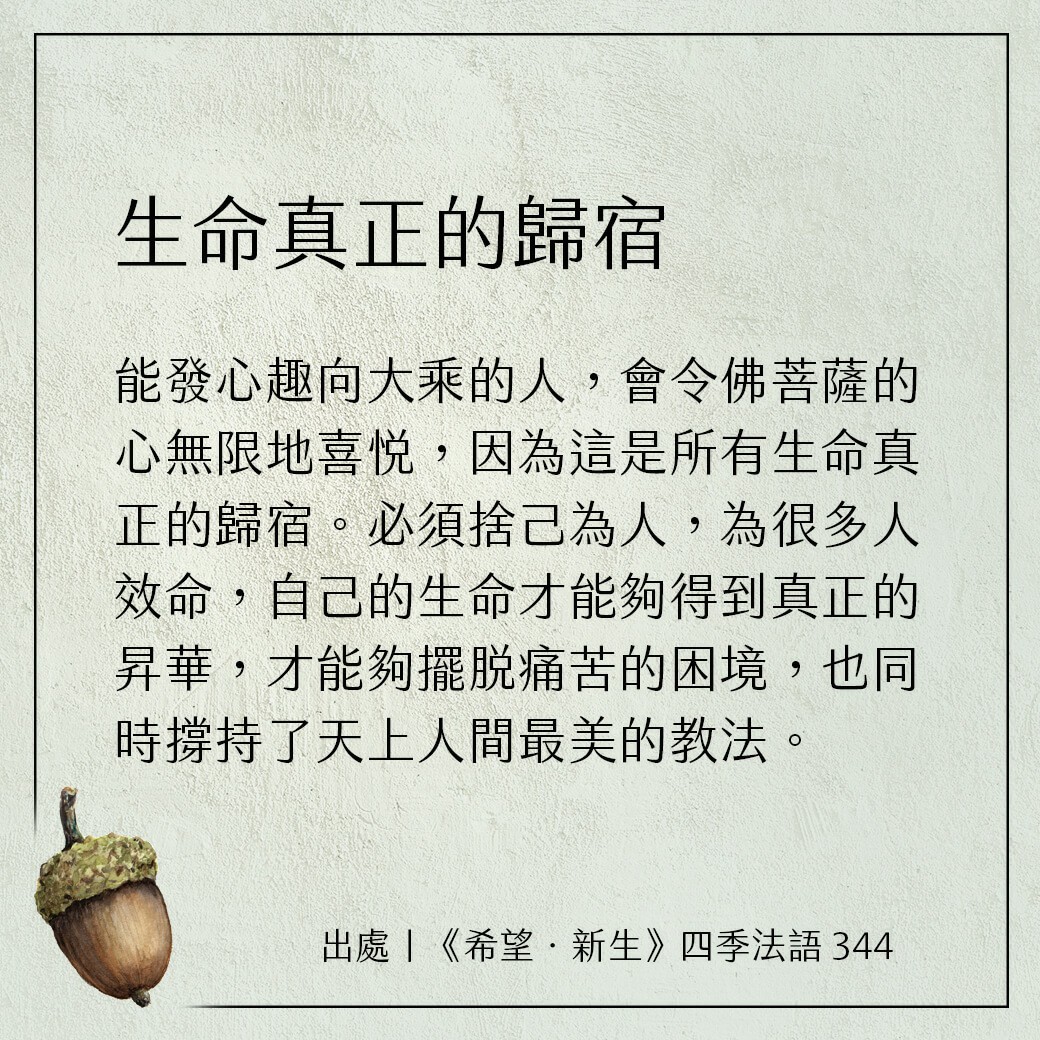 生命真正的歸宿
能發心趣向大乘的人，會令佛菩薩的
心無限地喜悅，因為這是所有生命真
正的歸宿。必須捨己為人，為很多人
效命，自己的生命才能夠得到真正的
昇華，才能夠擺脫痛苦的困境，也同
時撐持了天上人間最美的教法。
出處｜《希望．新生》四季法語 344